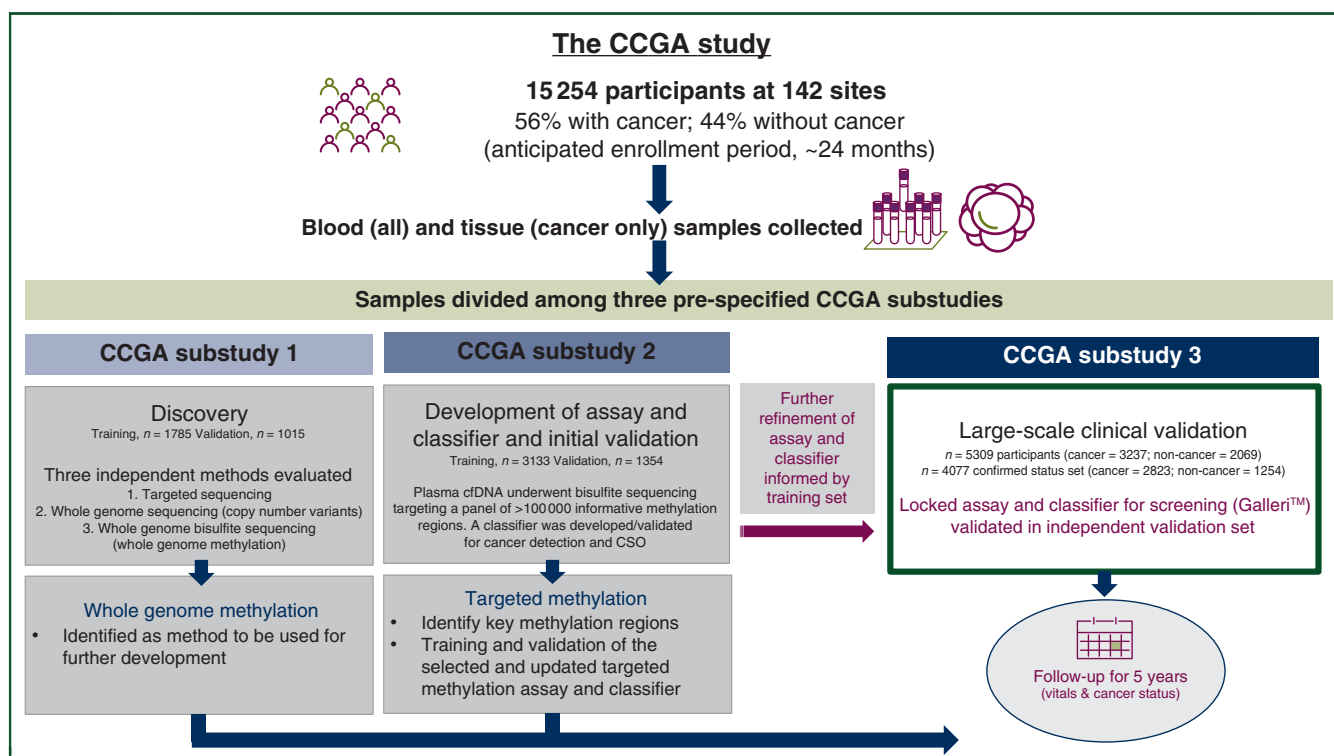 The CCGA study
15 254 participants at 142 sites
56% with cancer; 44% without cancer
(anticipated enrollment period, ~24 months)
Blood (all) and tissue (cancer only) samples collected
Samples divided among three pre-specified CCGA substudies
CCGA substudy 1
Discovery
Training, n = 1785 Validation, n = 1015
Three independent methods evaluated
1. Targeted sequencing
2. Whole genome sequencing (copy number variants)
3. Whole genome bisulfite sequencing
(whole genome methylation)
Whole genome methylation
• Identified as method to be used for
further development
CCGA substudy 2
Development of assay and
classifier and initial validation
Training, n = 3133 Validation, n = 1354
Plasma cfDNA underwent bisulfite sequencing
targeting a panel of >100 000 informative methylation
regions. A classifier was developed/validated
for cancer detection and CSO
Targeted methylation
• Identify key methylation regions
• Training and validation of the
selected and updated targeted
methylation assay and classifier
Further
refinement of
assay and
classifier
informed by
training set
CCGA substudy 3
Large-scale clinical validation
n = 5309 participants (cancer = 3237; non-cancer = 2069)
n = 4077 confirmed status set (cancer = 2823; non-cancer = 1254)
Locked assay and classifier for screening (Galleri™)
validated in independent validation set
Follow-up for 5 years
(vitals & cancer status)